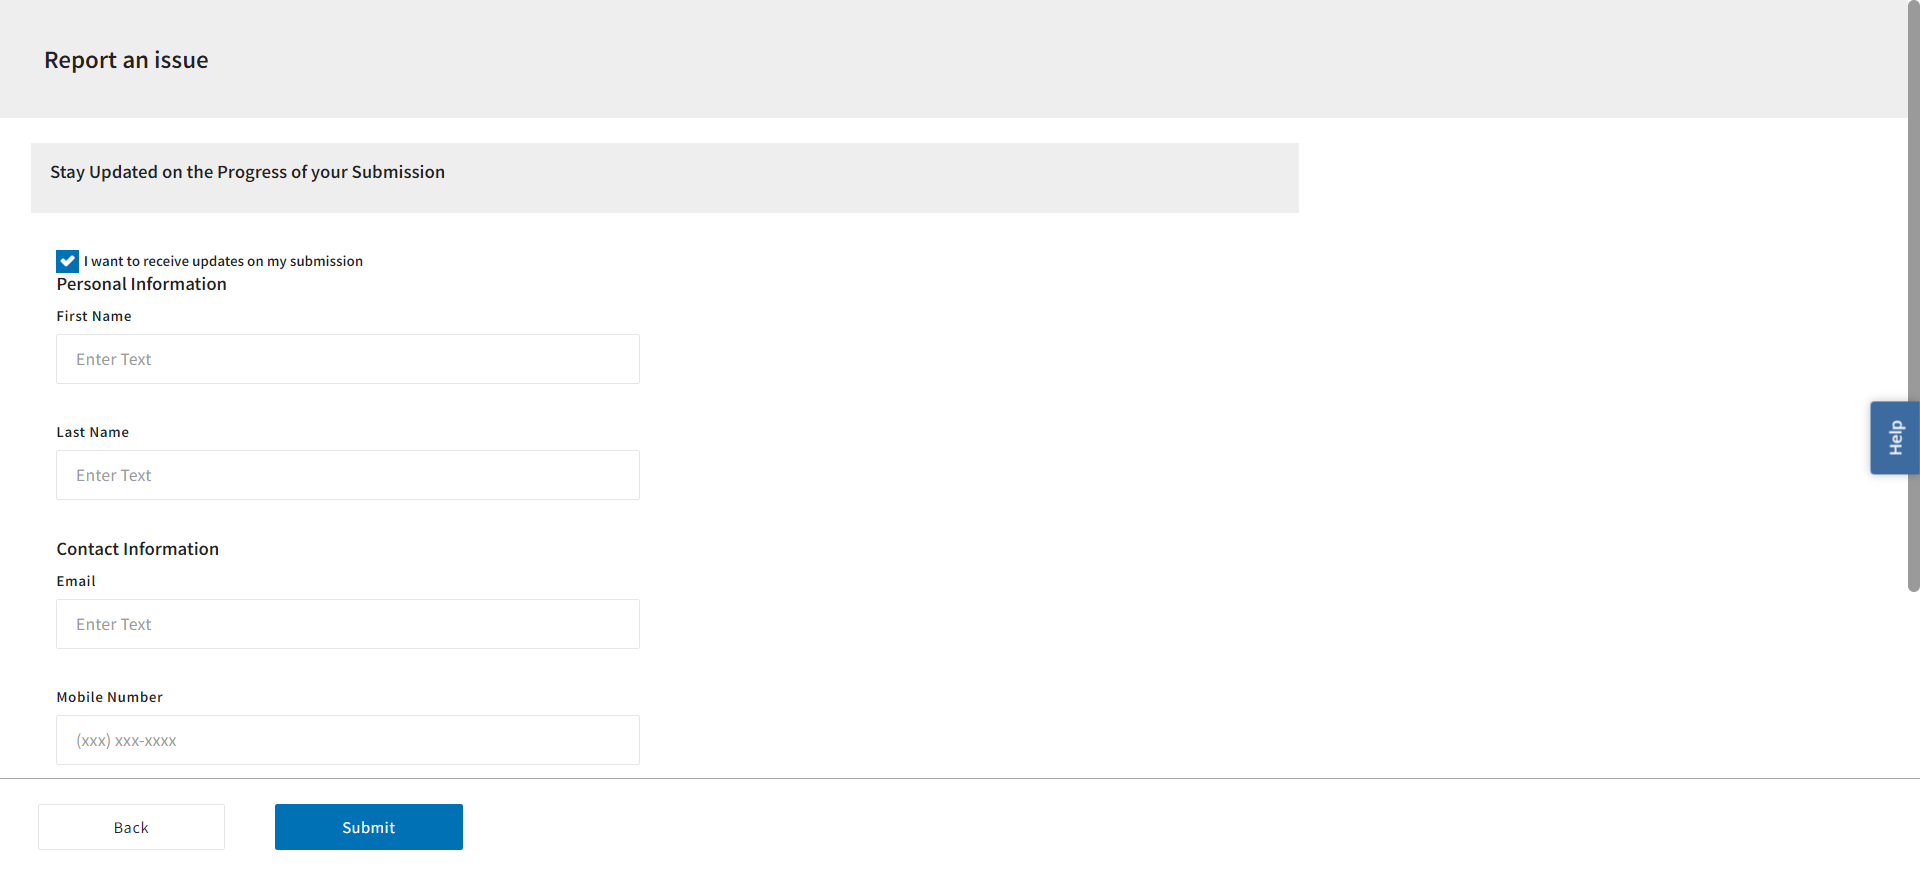 Report an issue
Stay Updated on the Progress of your Submission
I want to receive updates on my submission
Personal Information
First Name
Enter Text
Last Name
Enter Text
Contact Information
Email
Enter Text
Mobile Number
(xxx) xxx-xxxx
Help
Back
Submit